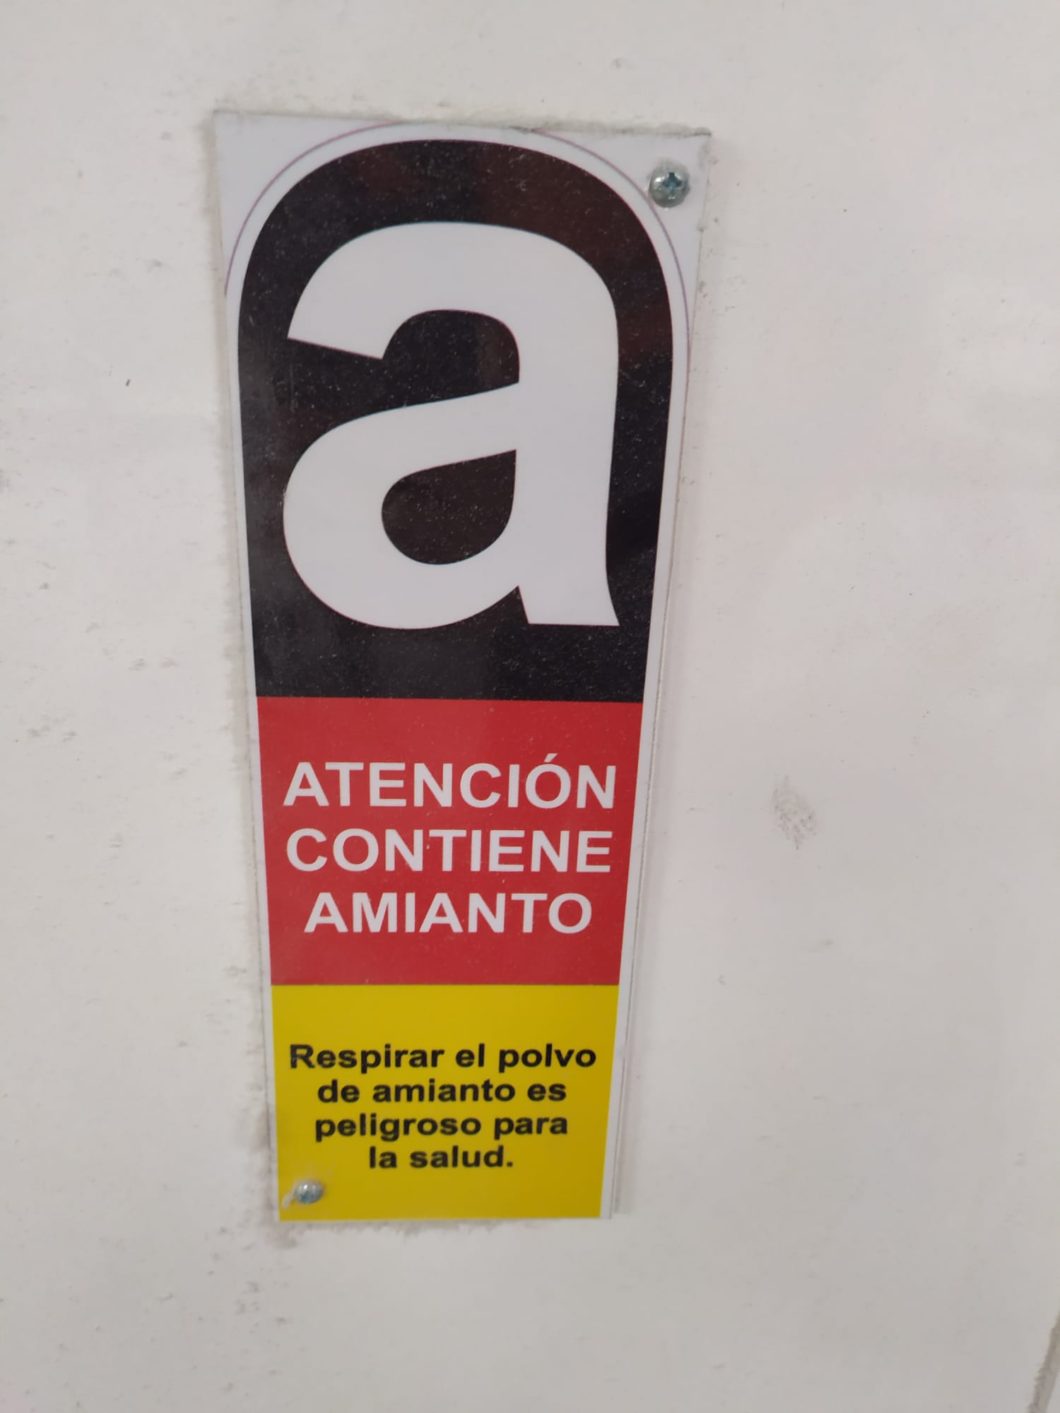 a
ATENCIÓN
CONTIENE
AMIANTO
Respirar el polvo
de amianto es
peligroso para
la salud.